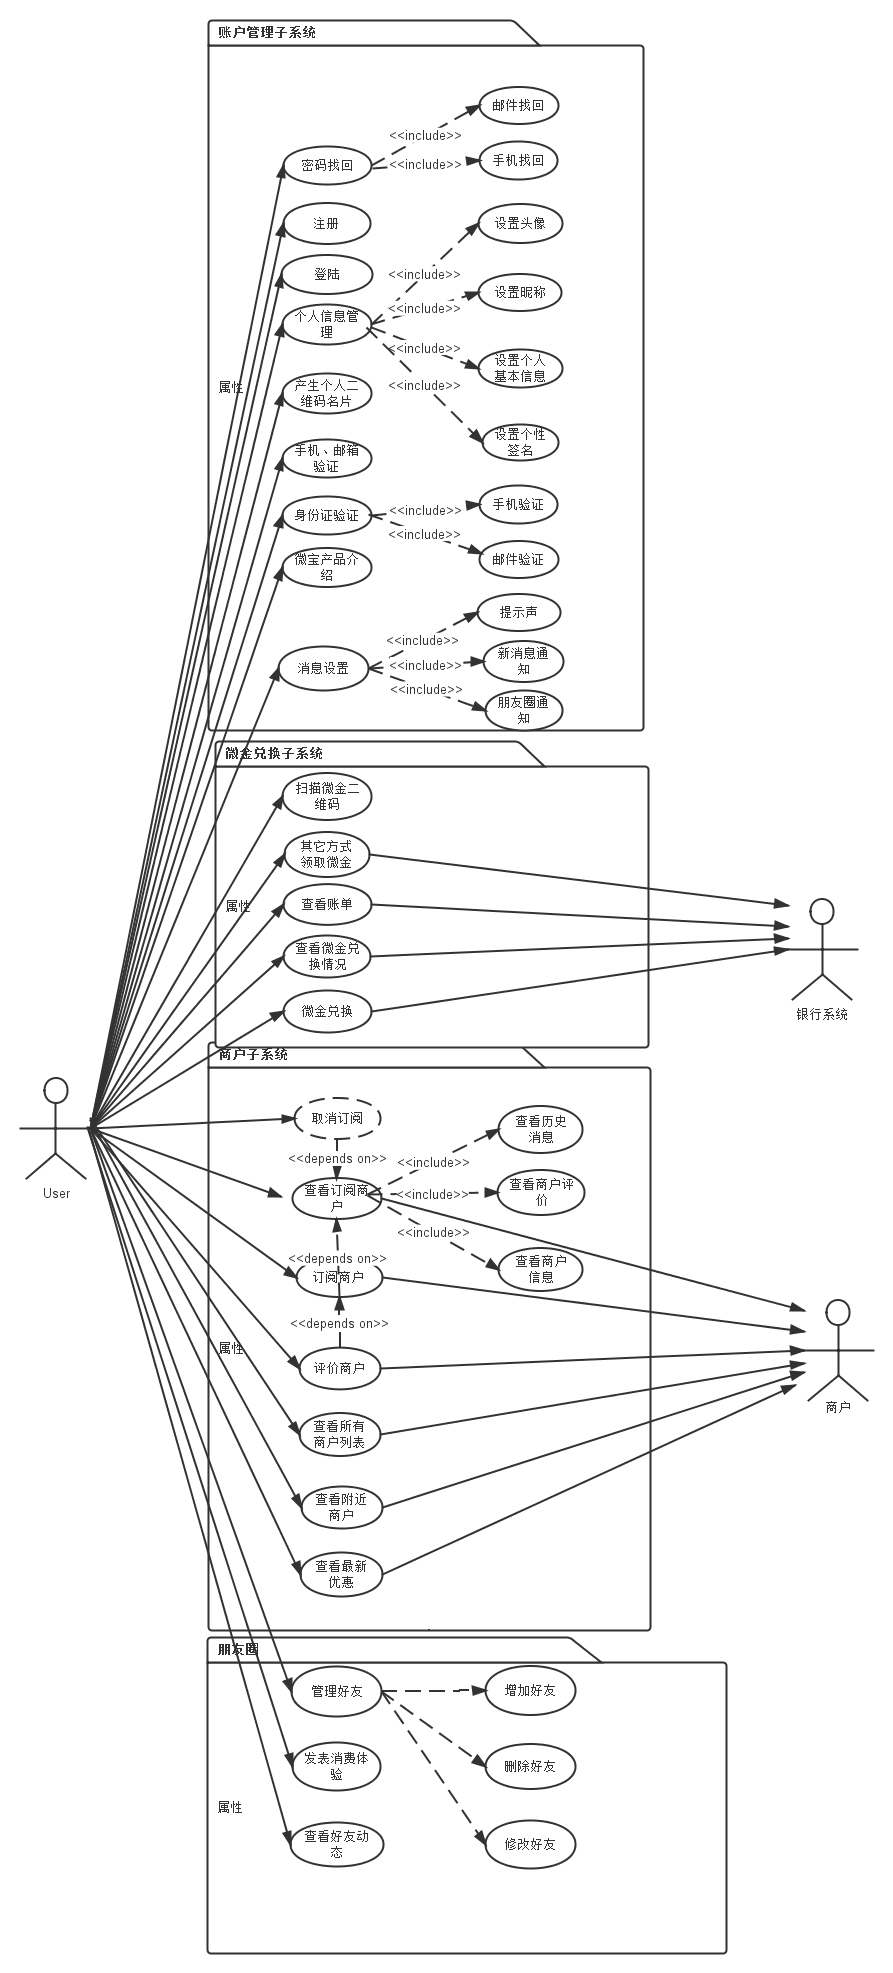 账户管理子系统
邮件找回
<<include>>
密码找回
<<include>>
手机找回
注册
设置头像
登陆
<<include>>
设置昵称
个人信息管
理
<<include>>
<<include>>
设置个人
基本信息
属性
产生个人二
维码名片
<<include>>
设置个性
签名
手机、邮箱
验证
手机验证
身份证验证
<<include>>
<<include>>
邮件验证
微宝产品介
绍
提示声
<<include>>
消息设置
<<include>>
新消息通
知
<<include>>
朋友圈通
知
微金兑换子系统
扫描微金二
维码
其它方式
领取微金
属性
查看账单
查看微金兑
换情况
微金兑换
银行系统
商户子系统
取消订阅
查看历史
消息
<<depends on>>
<<include>>
查看订阅商
户
<<include>>
查看商户评
价
User
<<include>>
<<depends on>>
查看商户
信息
订阅商户
<<depends on>>
属性
评价商户
商户
查看所有
商户列表
查看附近
商户
查看最新
优惠
朋友圈
管理好友
增加好友
发表消费体
验
删除好友
属性
查看好友动
态
修改好友